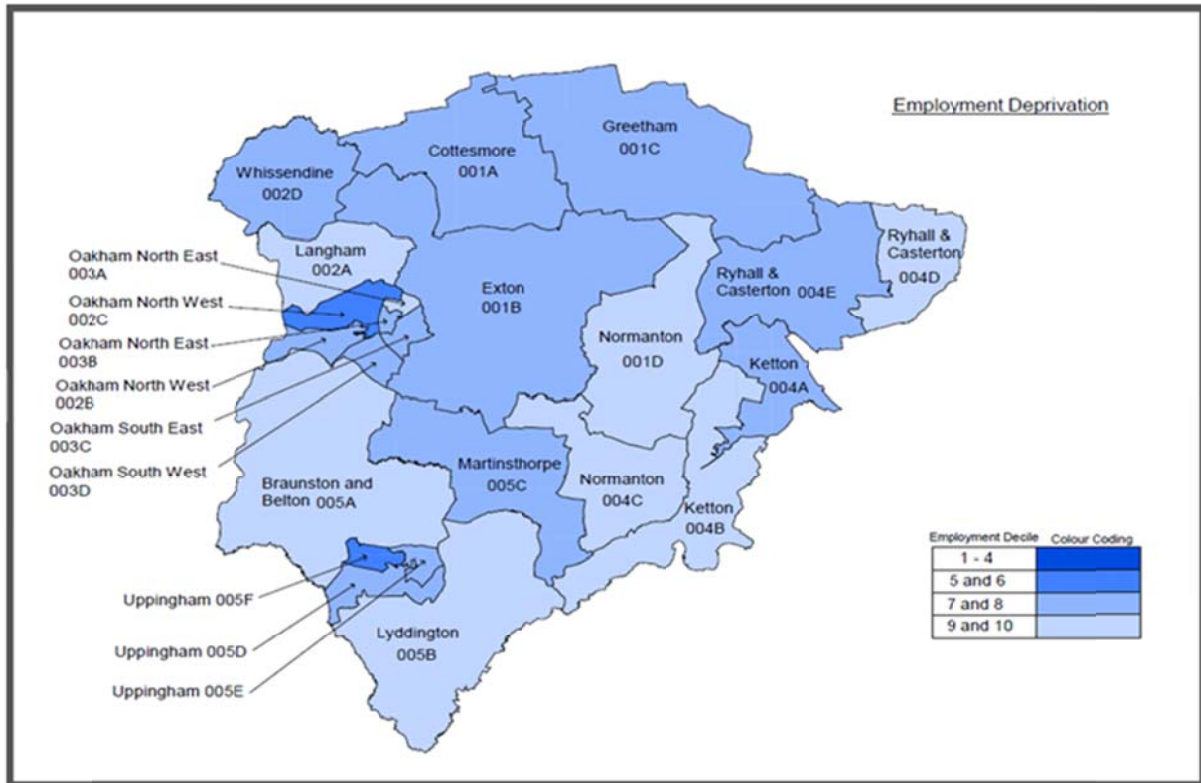 Employment Deprivation
Greetham
001C
Cottesmore
001A
Whissendine
002D
Ryhall &
Casterton
004D
Langham
002A
Oakham North East
003A
Exton
001B
Ryhall &
Casterton 004E
Oakham North West
002C
Normanton
001D
Oakham North East
003B
Ketton
004A
Oakham North West
002B
Oakham South East
003C
Oakham South West
003D
Martinsthorpe
005C
Normanton
004C
Braunston and
Belton 005A
Ketton
004B
Employment Decile Colour Coding
1 - 4
5 and 6
7 and 8
9 and 10
Uppingham 005F
Lyddington
005B
Uppingham 005D
Uppingham 005E